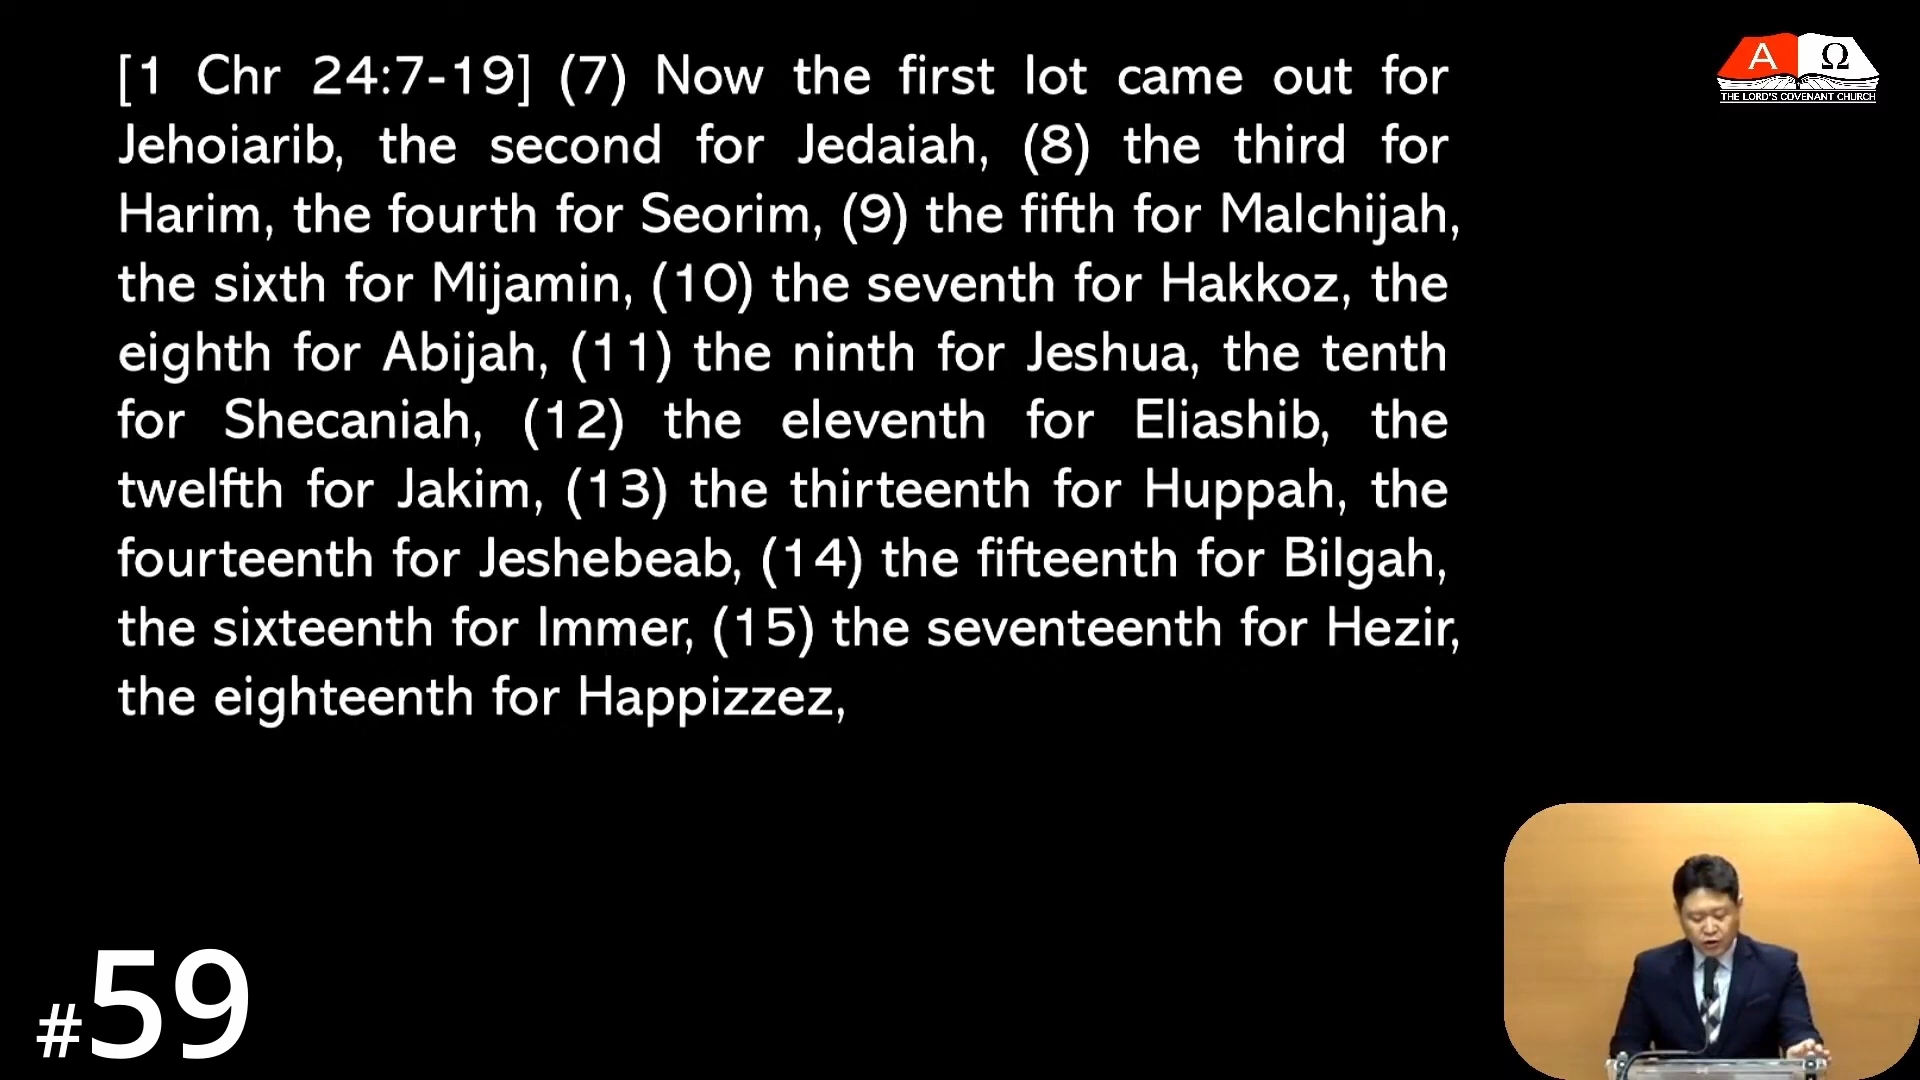 [1 Chr 24:7-19] (7) Now the first lot came out for
Jehoiarib, the second for Jedaiah, (8) the third for
Harim, the fourth for Seorim, (9) the fifth for Malchijah,
the sixth for Mijamin, (10) the seventh for Hakkoz, the
eighth for Abijah, (11) the ninth for Jeshua, the tenth
for Shecaniah, (12) the eleventh for Eliashib, the
twelfth for Jakim, (13) the thirteenth for Huppah, the
fourteenth for Jeshebeab, (14) the fifteenth for Bilgah,
the sixteenth for Immer, (15) the seventeenth for Hezir,
the eighteenth for Happizzez,
A Ω
THE LORD'S COVENANT CHURCH
#59